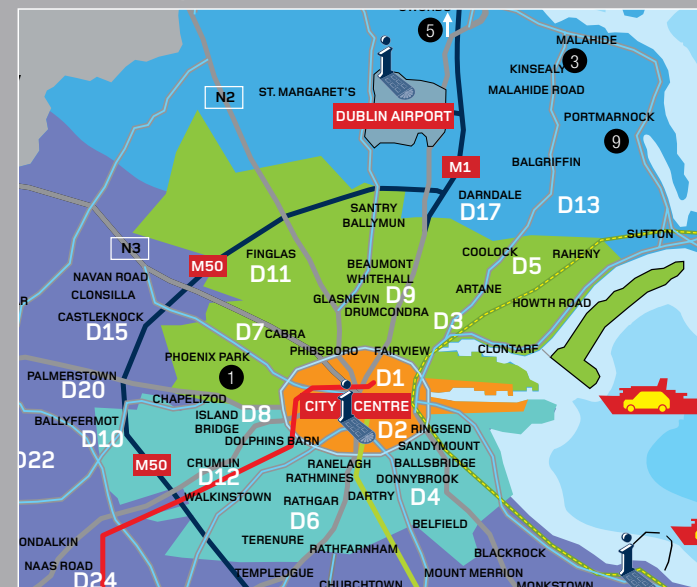 5
MALAHIDE
3
KINSEALY
N2
ST. MARGARET'S
MALAHIDE ROAD
DUBLIN AIRPORT
PORTMARNOCK
9
M1
BALGRIFFIN
DARNDALE
D17
D13
SANTRY
BALLYMUN
SUTTON
N3
FINGLAS
COOLOCK
RAHENY
M50
D11
BEAUMONT
WHITEHALL
D5
NAVAN ROAD
CLONSILLA
ARTANE
GLASNEVIN
D9
HOWTH ROAD
DRUMCONDRA
CASTLEKNOCK
D15
D7
CABRA
D3
PHOENIX PARK
PHIBSBORO
FAIRVIEW
CLONTARF
1
PALMERSTOWN
D20
D1
CHAPELIZOD
CITY CENTRE
ISLAND
BRIDGE
D8
BALLYFERMOT
D10
D2
RINGSEND
DOLPHINS BARN
SANDYMOUNT
D22
M50
CRUMLIN
D12
RANELAGH
RATHMINES
BALLSBRIDGE
DONNYBROOK
WALKINSTOWN
RATHGAR
DARTRY
D4
D6
BELFIELD
TERENURE
ONDALKIN
RATHFARNHAM
BLACKROCK
NAAS ROAD
D24
TEMPLEOGUE
CHURCHTOWN
MOUNT MERRION
MONKSTOWN